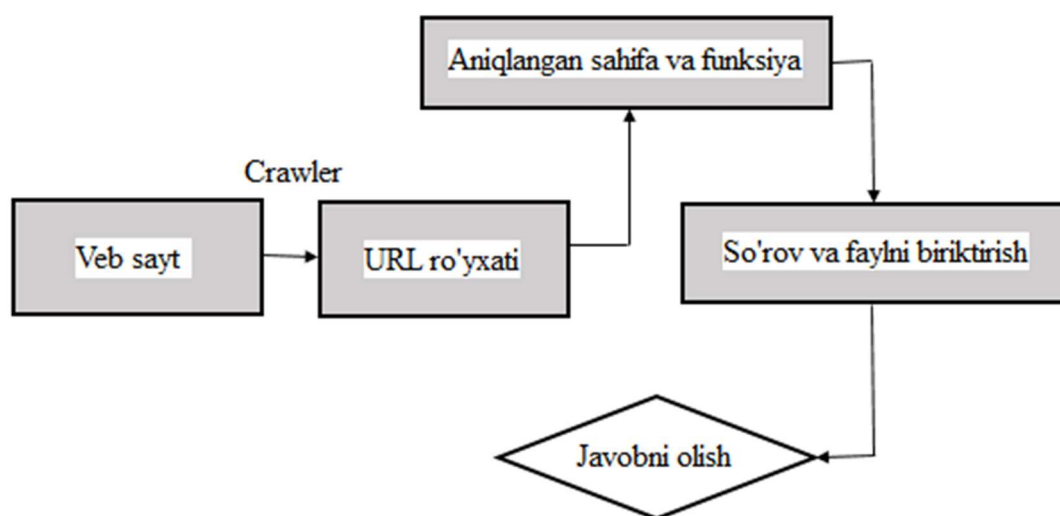 Aniqlangan sahifa va funksiya
Crawler
Veb sayt
URL ro'yxati
So'rov va faylni biriktirish
Javobni olish